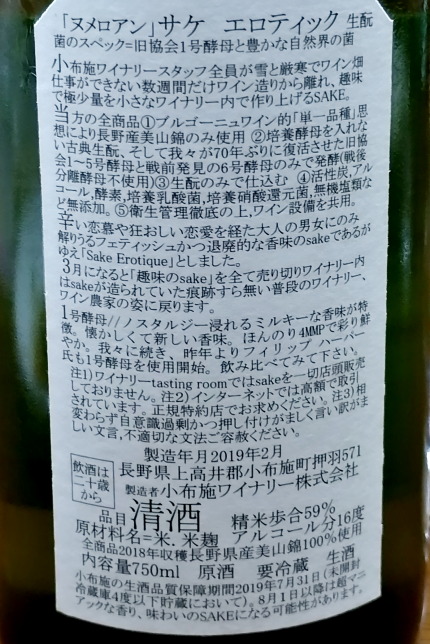 「ヌメロアン」サケ エロティック 生酛
菌のスペック=旧協会1号酵母と豊かな自然界の菌
小布施ワイナリースタッフ全員が雪と厳寒でワイン畑
仕事ができない数週間だけワイン造りから離れ、趣味
で極少量を小さなワイナリー内で作り上げるSAKE。
当方の全商品①ブルゴーニュワイン的「単一品種」思
想により長野産美山錦のみ使用 ②培養酵母を入れな
い古典生酛、そして我々が70年ぶりに復活させた旧協
会1〜5号酵母と戦前発見の6号酵母のみで発酵(戦後
分離酵母不使用)③生酛のみで仕込む ④活性炭,アル
コール,酵素,培養乳酸菌,培養硝酸還元菌,無機塩類な
ど無添加。⑤衛生管理徹底の上,ワイン設備を共用。
辛い恋慕や狂おしい恋愛を経た大人の男女にのみ
解りうるフェティッシュかつ退廃的な香味のsakeであるが
ゆえ「Sake Erotique」としました。
3月になると「趣味のsake」を全て売り切りワイナリー内
はsakeが造られていた痕跡すら無い普段のワイナリー、
ワイン農家の姿に戻ります。
1号酵母//ノスタルジー浸れるミルキーな香味が特
徴。懐かしくて新しい香味。ほんのり4MMPで彩り鮮
やか。我々に続き、昨年よりフィリップ ハーパー
氏も1号酵母を使用開始。飲み比べてみて下さい。
注1)ワイナリーtasting roomではsakeを一切店頭販売
しておりません。注2)インターネットでは高額で取引
されています。正規特約店でお求めください。注3)相
変わらず自意識過剰かつ押し付けがましく言い訳がま
しい文言,不適切な文法ご容赦ください。
製造年月2019年2月
長野県上高井郡小布施町押羽571
製造者小布施ワイナリー株式会社
飲酒は
二十歳
から
品目 清酒 精米歩合59%
原材料名=米.米麹 アルコール分16度
全商品2018年収穫長野県産美山錦100%使用
内容量750ml 原酒 要冷蔵 生酒
小布施の生酒品質保障期間2019年7月31日(未開封
冷蔵庫4度以下貯蔵において)。8月1日以降は超マニ
アックな香り、味わいのSAKEになる可能性があります。